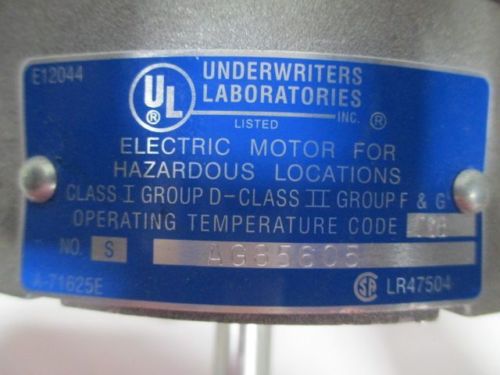 E12044
UL
®
UNDERWRITERS
LABORATORIES
INC. ®
LISTED
ELECTRIC MOTOR FOR
HAZARDOUS LOCATIONS
CLASS I GROUP D-CLASS II GROUP F & G
OPERATING TEMPERATURE CODE
NO. S AG85605
A-71625E
SA LR47504